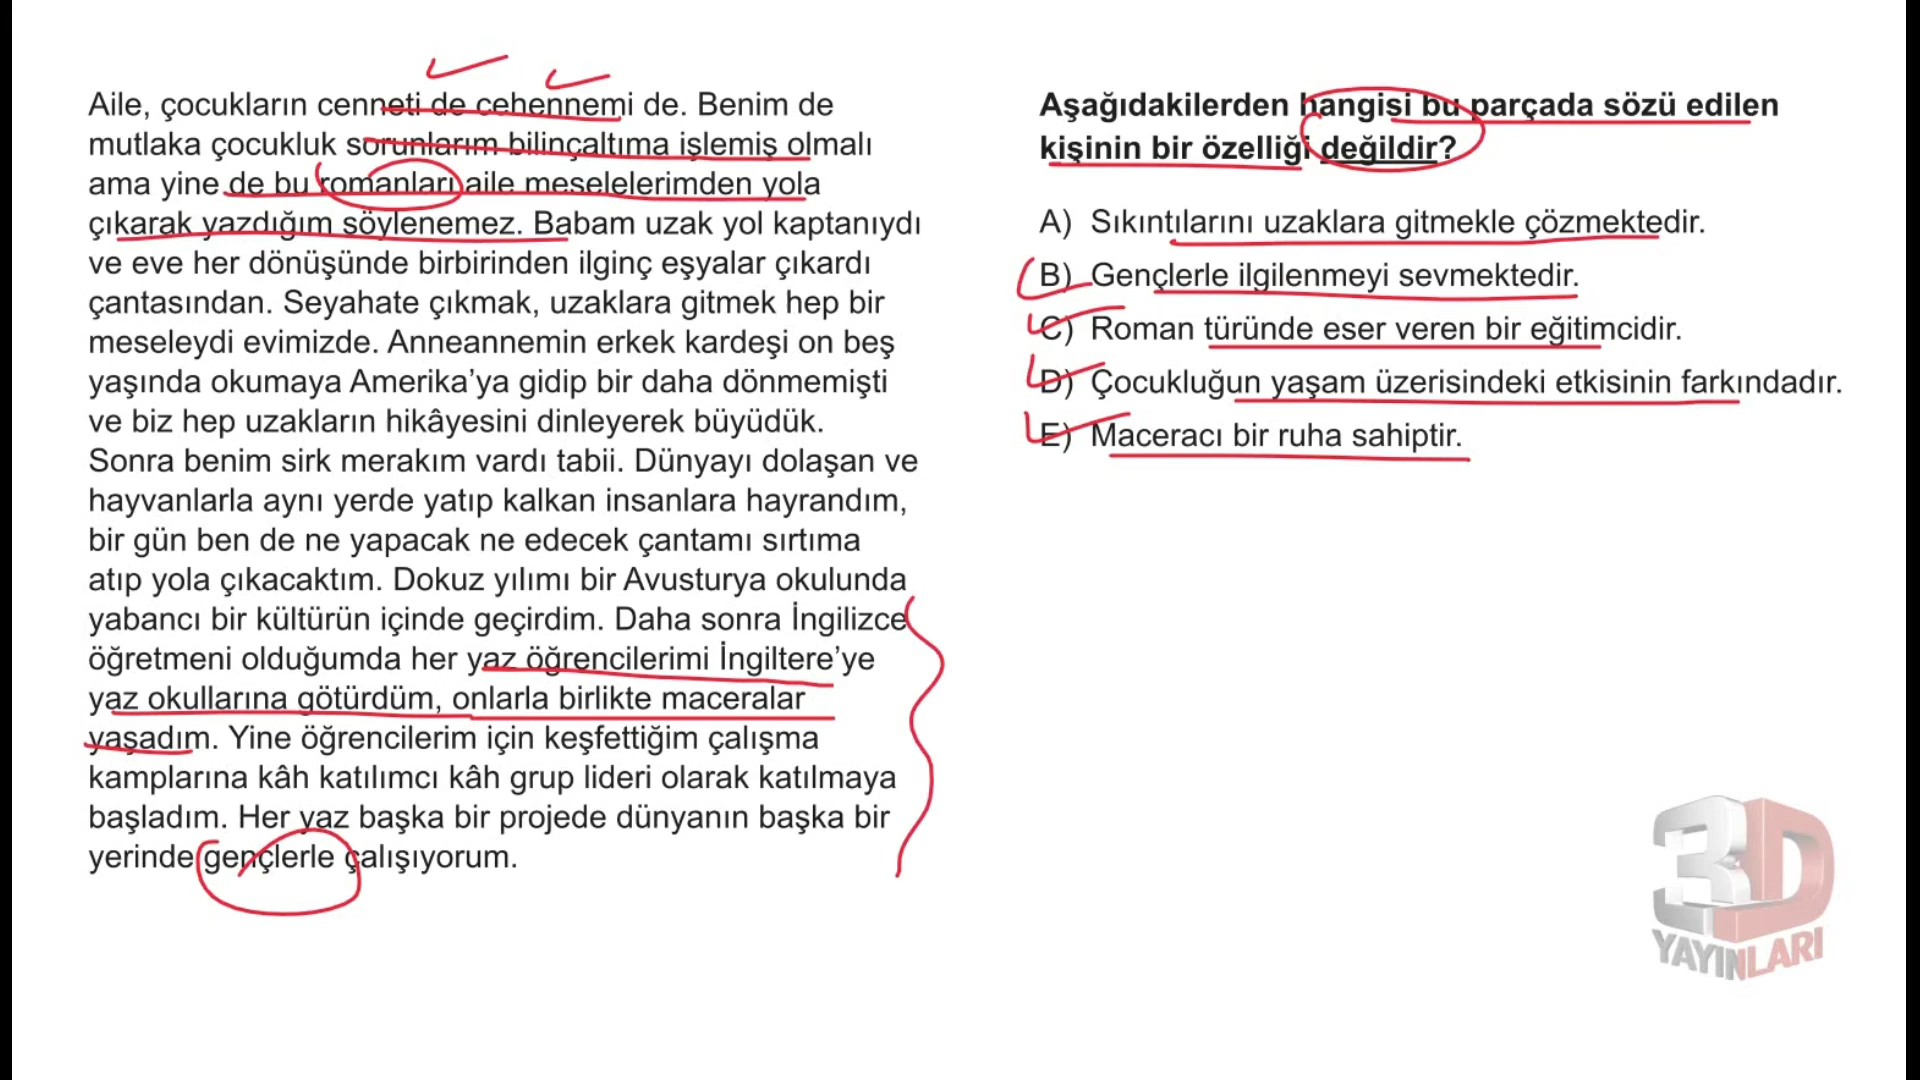 Aile, çocukların cenneti de cehennemi de. Benim de
mutlaka çocukluk sorunlarım bilinçaltıma işlemiş olmalı
ama yine de bu romanları aile meselelerimden yola
çıkarak yazdığım söylenemez. Babam uzak yol kaptanıydı
ve eve her dönüşünde birbirinden ilginç eşyalar çıkardı
çantasından. Seyahate çıkmak, uzaklara gitmek hep bir
meseleydi evimizde. Anneannemin erkek kardeşi on beş
yaşında okumaya Amerika’ya gidip bir daha dönmemişti
ve biz hep uzakların hikâyesini dinleyerek büyüdük.
Sonra benim sirk merakım vardı tabii. Dünyayı dolaşan ve
hayvanlarla aynı yerde yatıp kalkan insanlara hayrandım,
bir gün ben de ne yapacak ne edecek çantamı sırtıma
atıp yola çıkacaktım. Dokuz yılımı bir Avusturya okulunda
yabancı bir kültürün içinde geçirdim. Daha sonra İngilizce
öğretmeni olduğumda her yaz öğrencilerimi İngiltere’ye
yaz okullarına götürdüm, onlarla birlikte maceralar
yaşadım. Yine öğrencilerim için keşfettiğim çalışma
kamplarına kâh katılımcı kâh grup lideri olarak katılmaya
başladım. Her yaz başka bir projede dünyanın başka bir
yerinde gençlerle çalışıyorum.
Aşağıdakilerden hangisi bu parçada sözü edilen
kişinin bir özelliği değildir?
A) Sıkıntılarını uzaklara gitmekle çözmektedir.
B) Gençlerle ilgilenmeyi sevmektedir.
C) Roman türünde eser veren bir eğitimcidir.
D) Çocukluğun yaşam üzerisindeki etkisinin farkındadır.
E) Maceracı bir ruha sahiptir.
3D
YAYINLARI